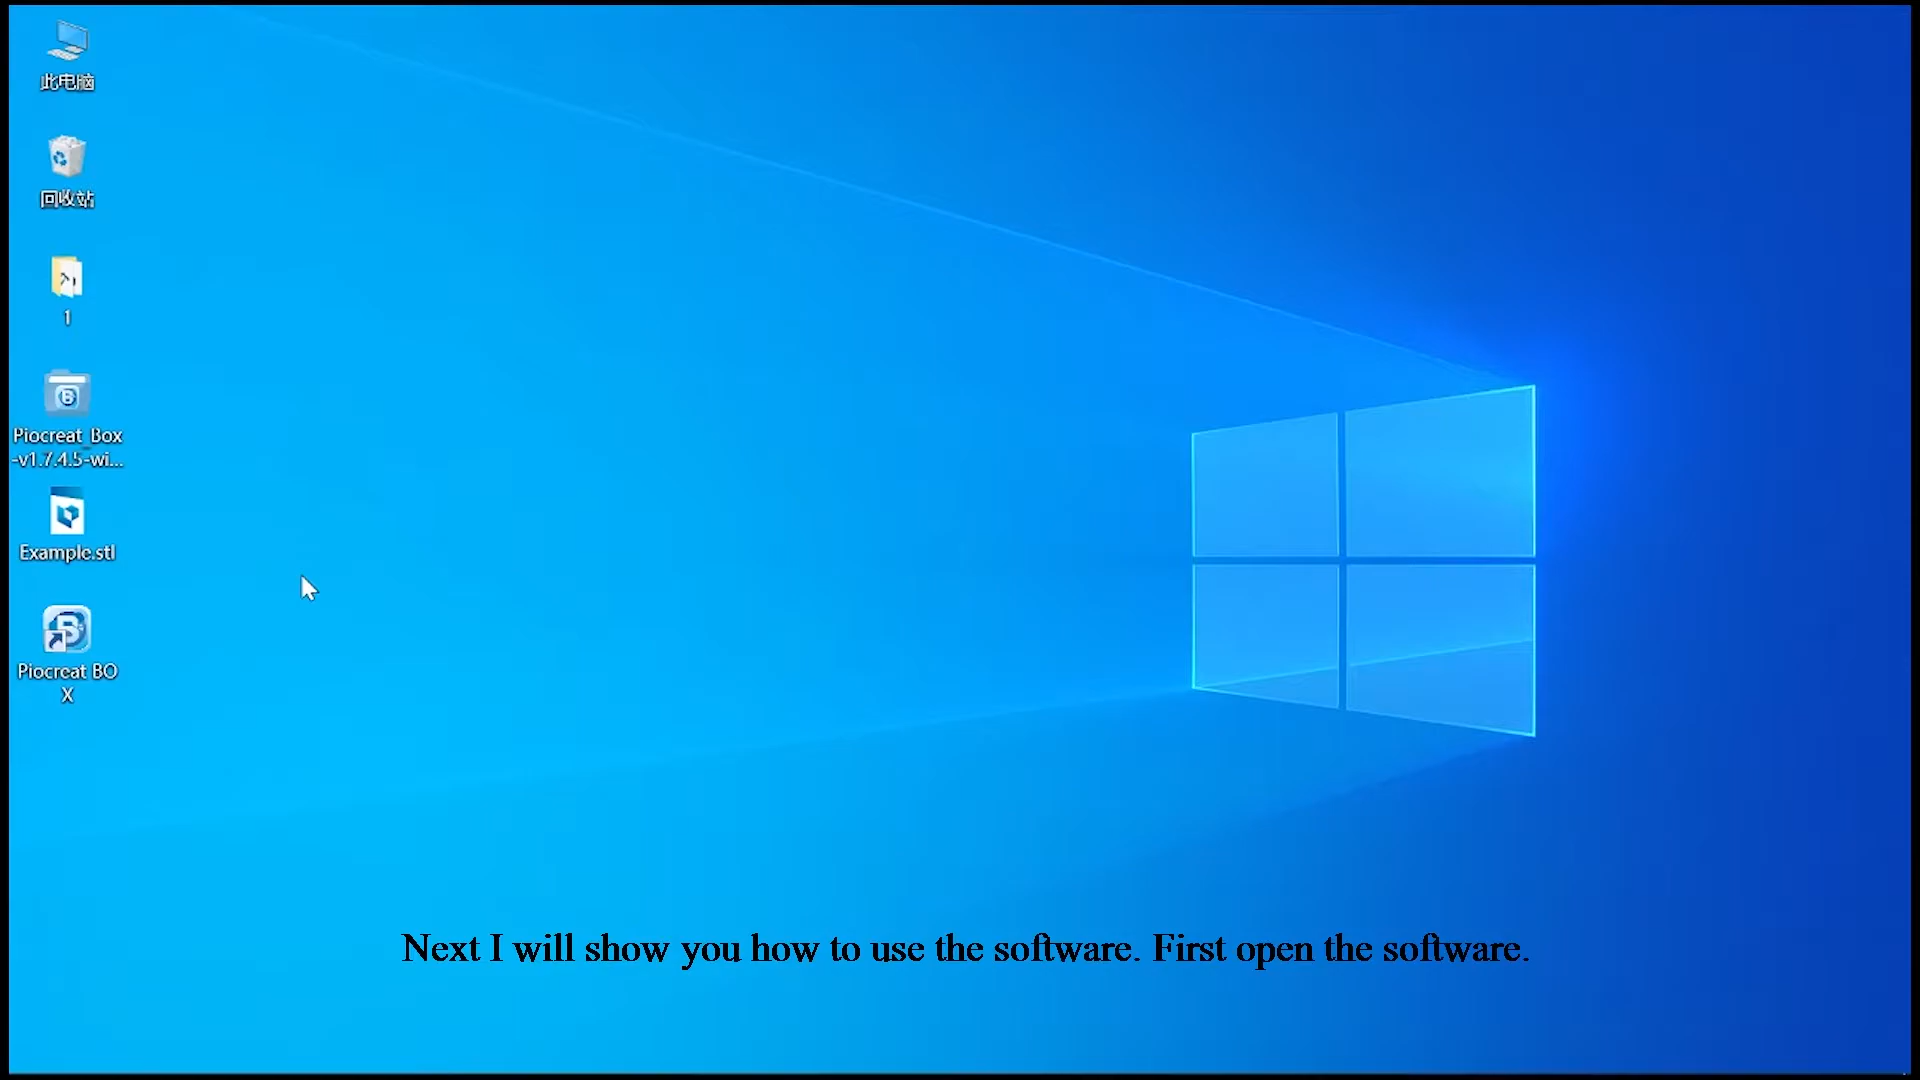 此电脑
回收站
1
Piocreat_Box
-v1.7.4.5-wi...
Example.stl
Piocreat BO
X
Next I will show you how to use the software. First open the software.